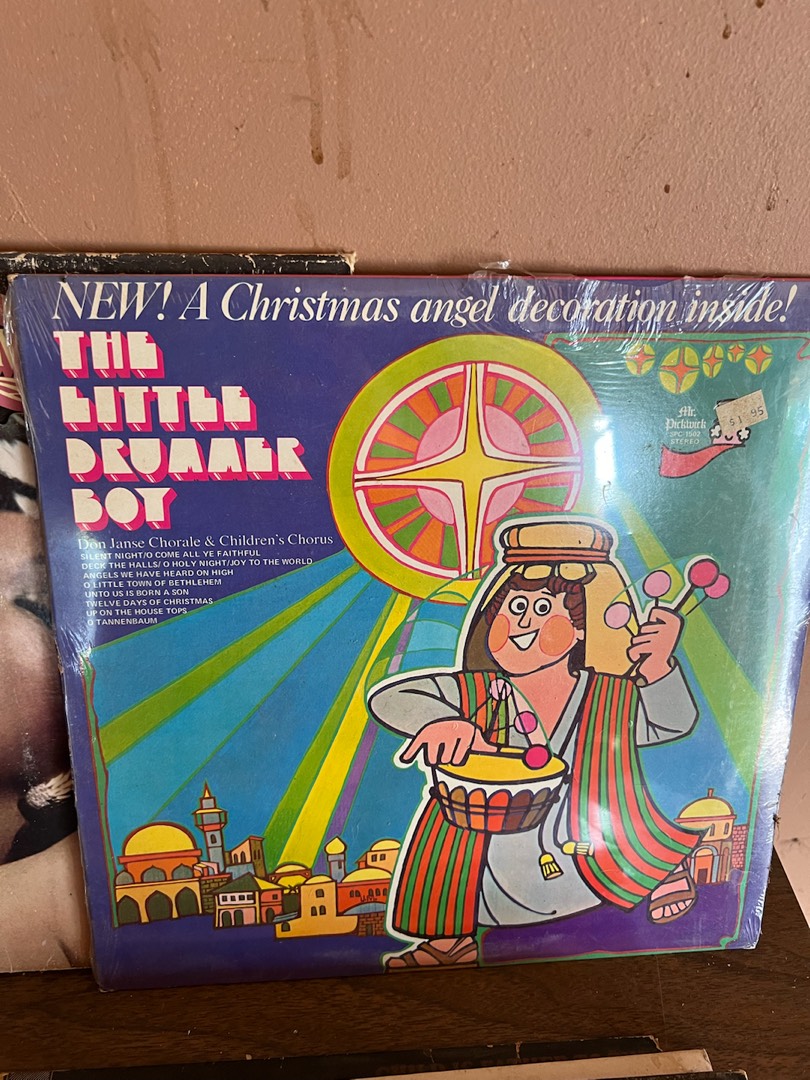 NEW! A Christmas angel decoration inside!
THE
LITTLE
DRUMMER
BOY
Don Janse Chorale & Children's Chorus
SILENT NIGHT/O COME ALL YE FAITHFUL
DECK THE HALLS/ O HOLY NIGHT/JOY TO THE WORLD
ANGELS WE HAVE HEARD ON HIGH
O LITTLE TOWN OF BETHLEHEM
UNTO US IS BORN A SON
TWELVE DAYS OF CHRISTMAS
UP ON THE HOUSE TOPS
O TANNENBAUM
Mr.
Pickwick
STEREO